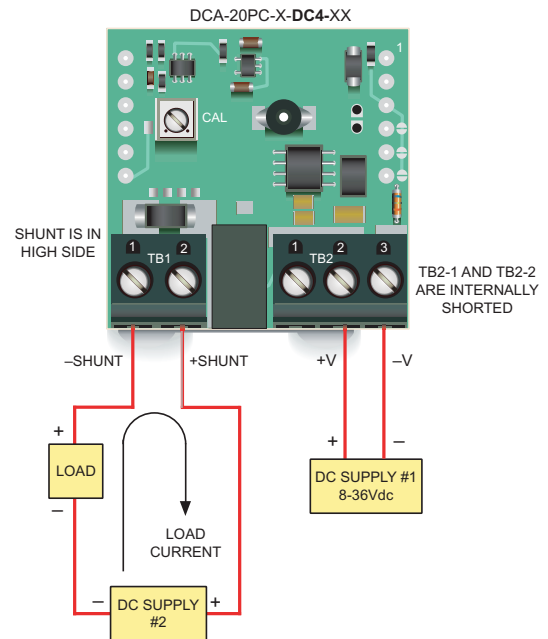 DCA-20PC-X-DC4-XX
1
CAL
SHUNT IS IN
HIGH SIDE
1 2
TB1
1 2 3
TB2
TB2-1 AND TB2-2
ARE INTERNALLY
SHORTED
–SHUNT +SHUNT
+V –V
+
LOAD
–
LOAD
CURRENT
+ –
DC SUPPLY #1
8-36Vdc
– +
DC SUPPLY
#2